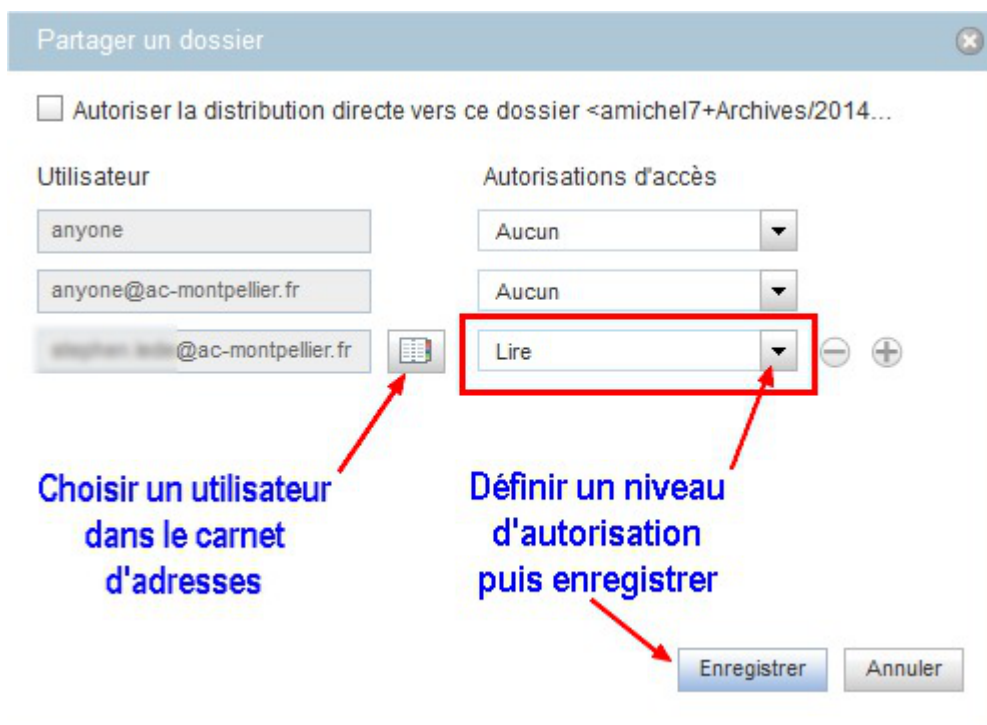 Partager un dossier
Autoriser la distribution directe vers ce dossier <amichel7+Archives/2014...
Utilisateur Autorisations d'accès
anyone Aucun
anyone@ac-montpellier.fr Aucun
@ac-montpellier.fr Lire
Choisir un utilisateur
dans le carnet
d'adresses
Définir un niveau
d'autorisation
puis enregistrer
Enregistrer Annuler